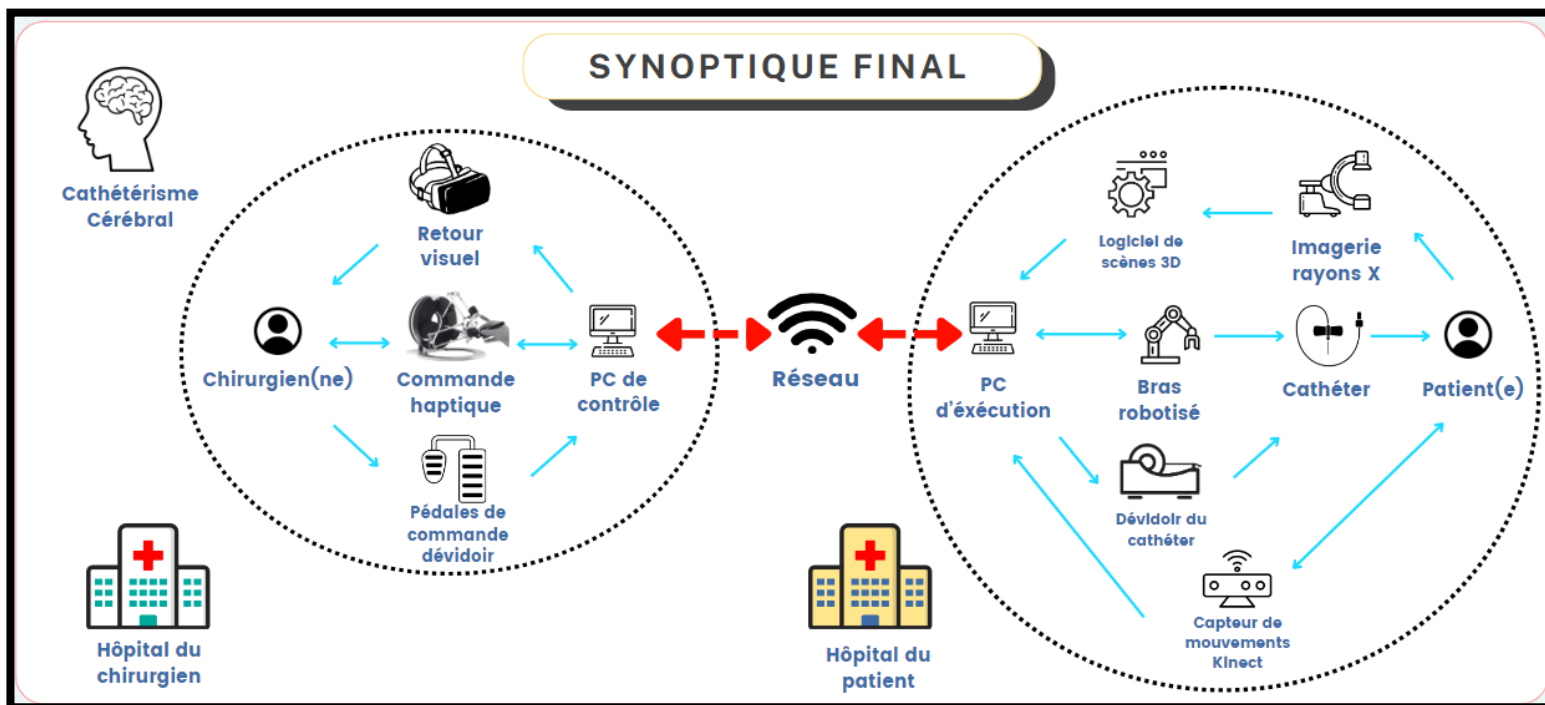 SYNOPTIQUE FINAL
Cathétérisme
Cérébral
Retour
visuel
Chirurgien(ne)
Commande
haptique
PC de
contrôle
Pédales de
commande
dévidoir
Hôpital du
chirurgien
Réseau
Logiciel de
scènes 3D
Imagerie
rayons X
PC
d'éxécution
Bras
robotisé
Cathéter
Patient(e)
Dévidoir du
cathéter
Capteur de
mouvements
Kinect
Hôpital du
patient